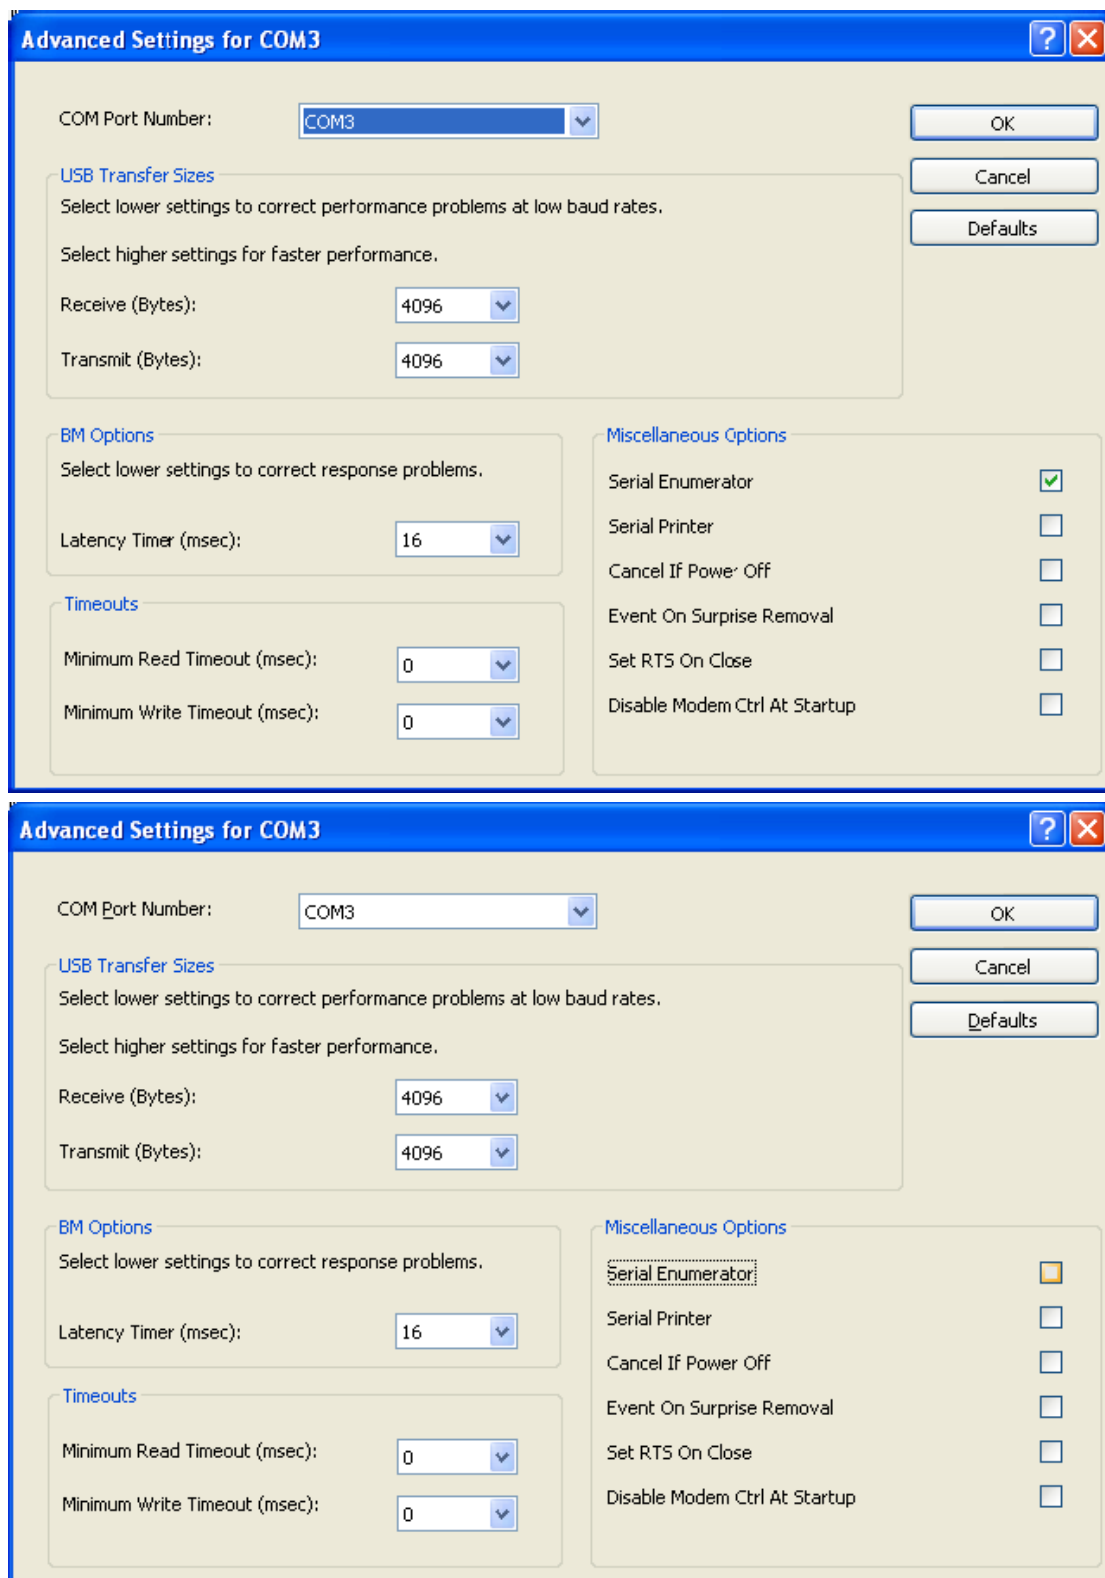 Advanced Settings for COM3
COM Port Number: COM3
OK
USB Transfer Sizes
Cancel
Select lower settings to correct performance problems at low baud rates.
Defaults
Select higher settings for faster performance.
Receive (Bytes): 4096
Transmit (Bytes): 4096
BM Options
Miscellaneous Options
Select lower settings to correct response problems.
Serial Enumerator
Serial Printer
Latency Timer (msec): 16
Cancel If Power Off
Timeouts
Event On Surprise Removal
Minimum Read Timeout (msec): 0
Set RTS On Close
Minimum Write Timeout (msec): 0
Disable Modem Ctrl At Startup
Advanced Settings for COM3
COM Port Number: COM3
OK
USB Transfer Sizes
Cancel
Select lower settings to correct performance problems at low baud rates.
Defaults
Select higher settings for faster performance.
Receive (Bytes): 4096
Transmit (Bytes): 4096
BM Options
Miscellaneous Options
Select lower settings to correct response problems.
Serial Enumerator
Serial Printer
Latency Timer (msec): 16
Cancel If Power Off
Timeouts
Event On Surprise Removal
Minimum Read Timeout (msec): 0
Set RTS On Close
Minimum Write Timeout (msec): 0
Disable Modem Ctrl At Startup